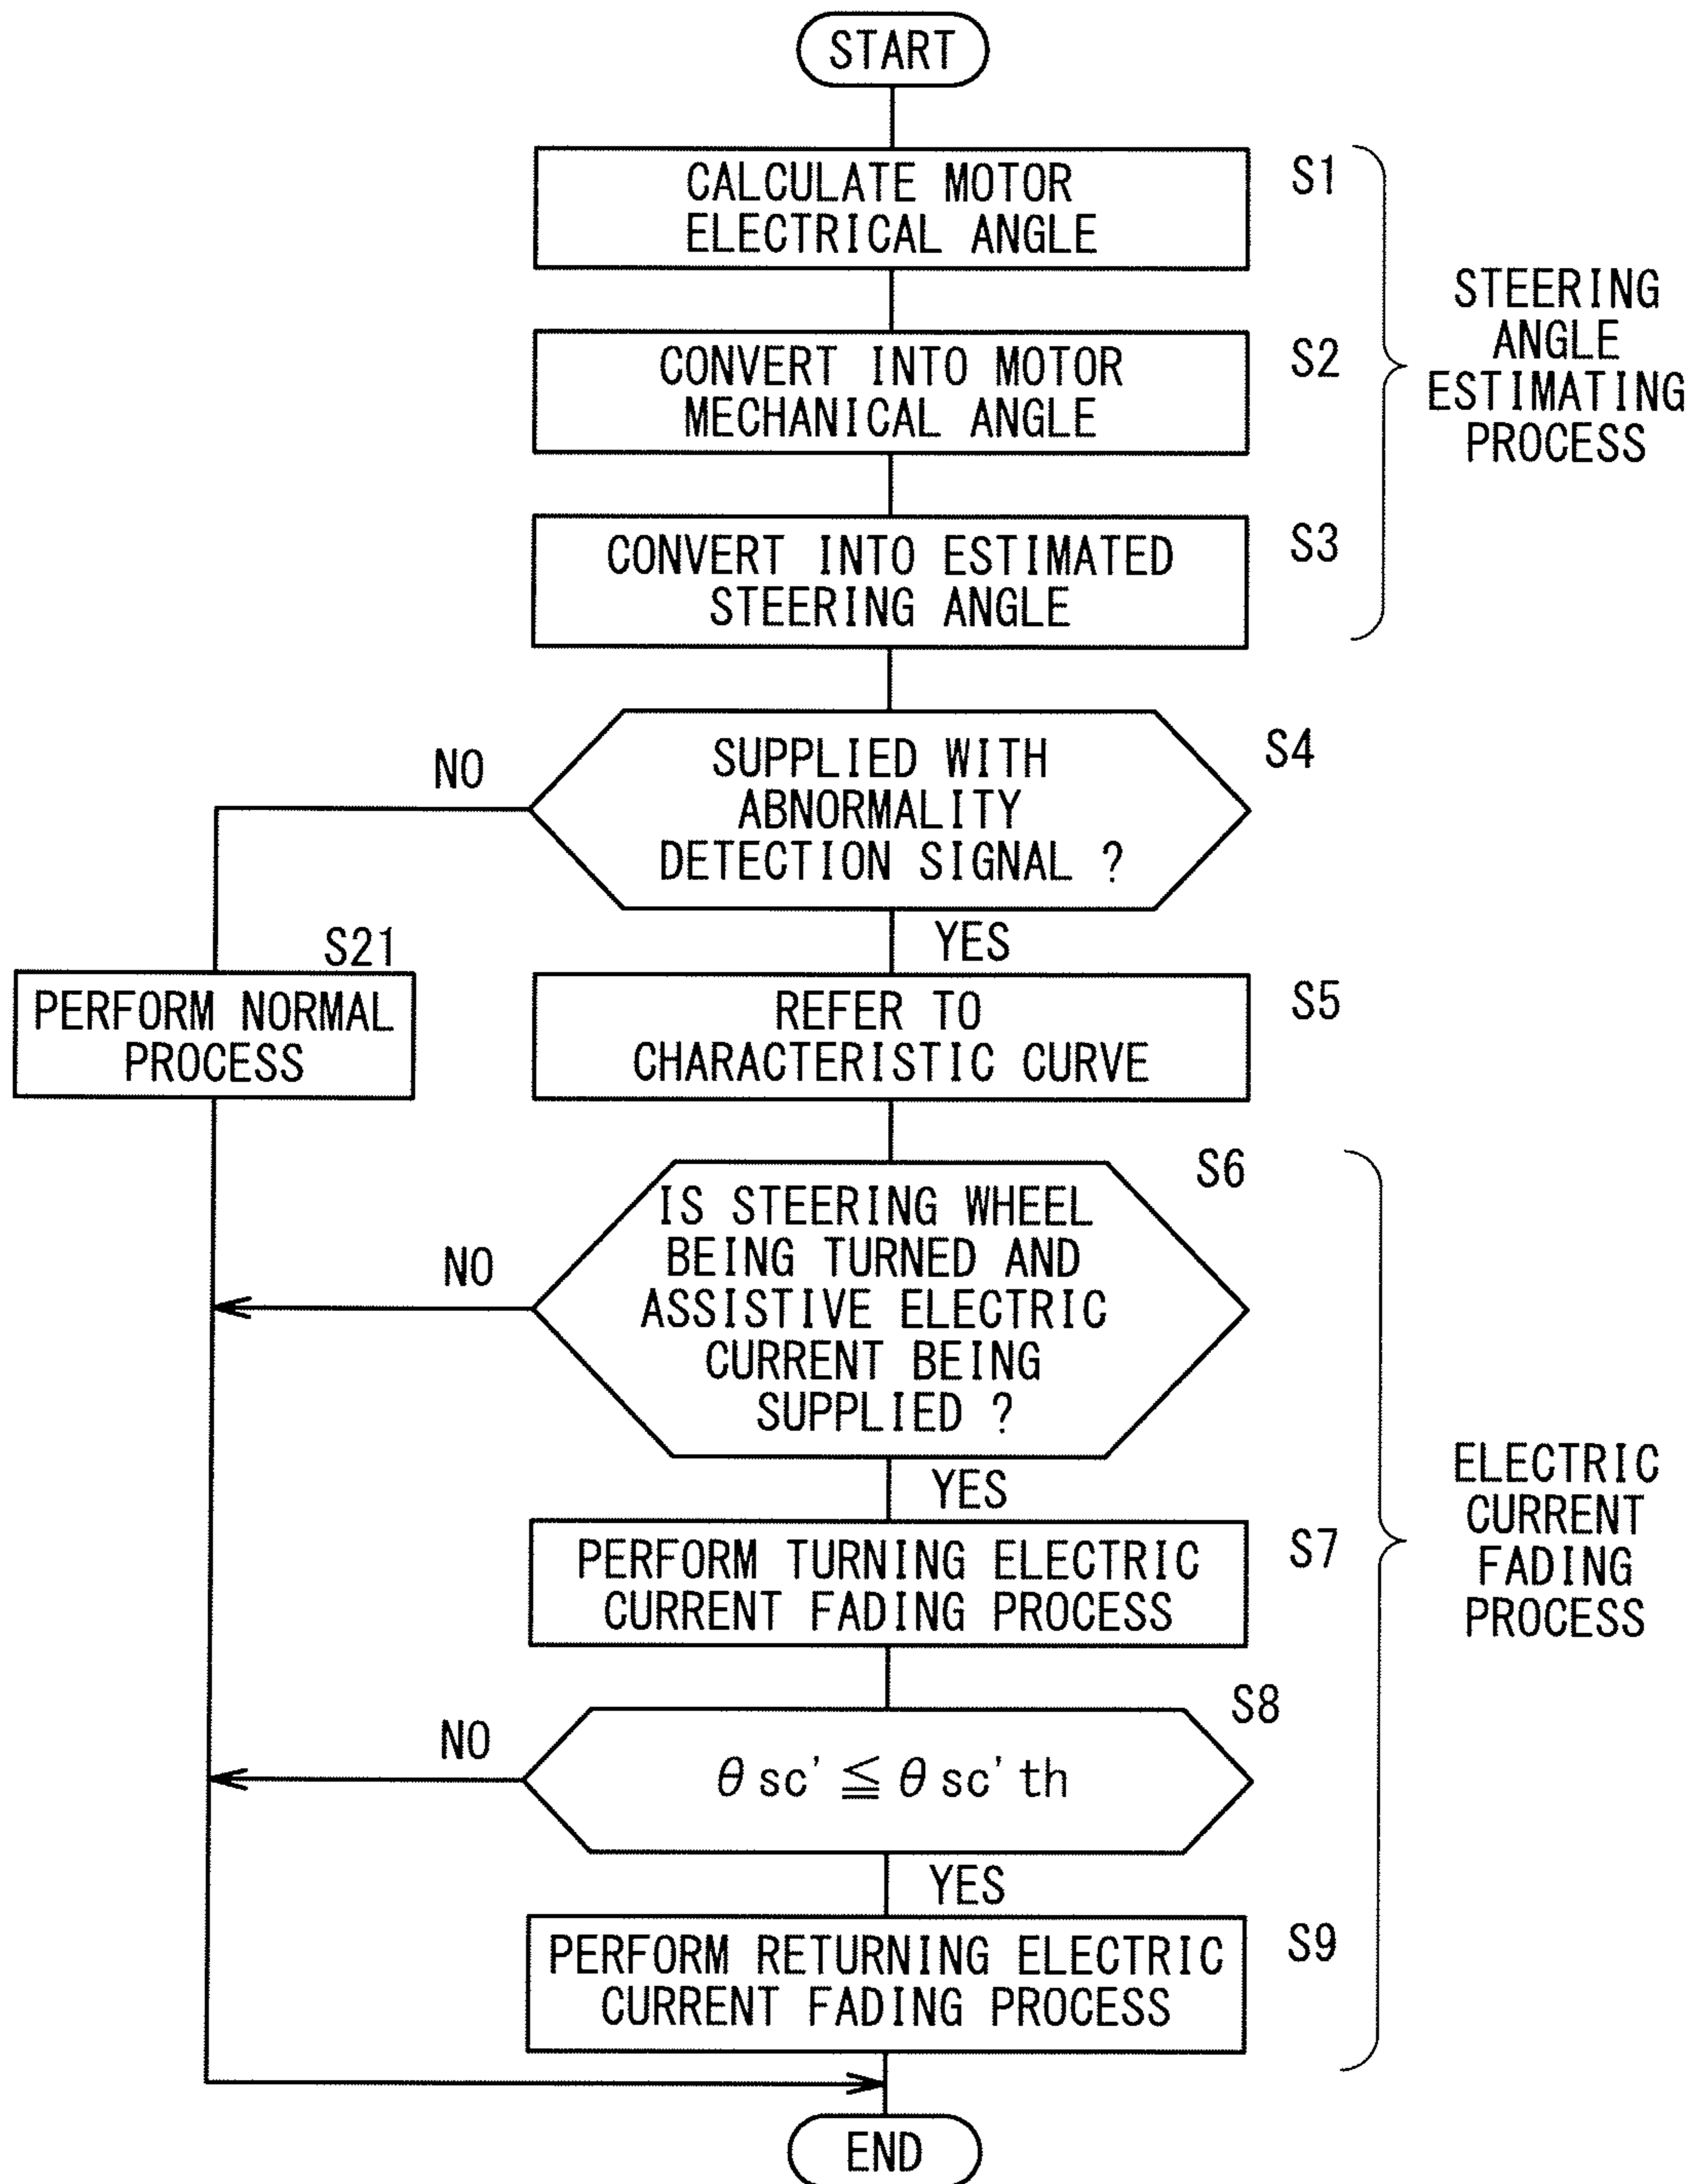 START
CALCULATE MOTOR
ELECTRICAL ANGLE
S1
CONVERT INTO MOTOR
MECHANICAL ANGLE
S2
CONVERT INTO ESTIMATED
STEERING ANGLE
S3
STEERING
ANGLE
ESTIMATING
PROCESS
SUPPLIED WITH
ABNORMALITY
DETECTION SIGNAL ?
S4
NO
YES
S21
PERFORM NORMAL
PROCESS
REFER TO
CHARACTERISTIC CURVE
S5
IS STEERING WHEEL
BEING TURNED AND
ASSISTIVE ELECTRIC
CURRENT BEING
SUPPLIED ?
S6
NO
YES
PERFORM TURNING ELECTRIC
CURRENT FADING PROCESS
S7
ELECTRIC
CURRENT
FADING
PROCESS
θsc' ≦ θsc'th
S8
NO
YES
PERFORM RETURNING ELECTRIC
CURRENT FADING PROCESS
S9
END